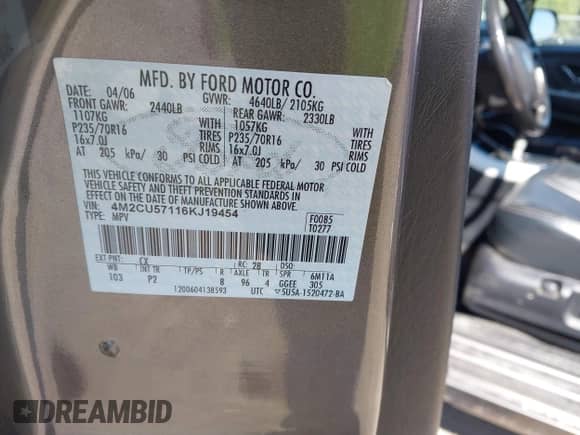 MFD. BY FORD MOTOR CO.
DATE: 04/06 GVWR: 4640LB/ 2105KG
FRONT GAWR: 2440LB REAR GAWR: 2330LB
1107KG WITH 1057KG WITH
P235/70R16 TIRES P235/70R16 TIRES
16x7.0J RIMS 16x7.0J RIMS
AT 205 kPa/ 30 PSI COLD AT 205 kPa/ 30 PSI COLD
THIS VEHICLE CONFORMS TO ALL APPLICABLE FEDERAL MOTOR
VEHICLE SAFETY AND THEFT PREVENTION STANDARDS IN
EFFECT ON THE DATE OF MANUFACTURE SHOWN ABOVE.
VIN: 4M2CU57116KJ19454 F0085
TYPE: MPV T0277
EXT PNT: CX RC: 28 DSO:
WB INT TR TP/PS R AXLE TR SPR 6M11A
103 P2 8 96 4 GGEE 305
1200604138593 UTC 5U5A-1520472-BA
DREAMBID